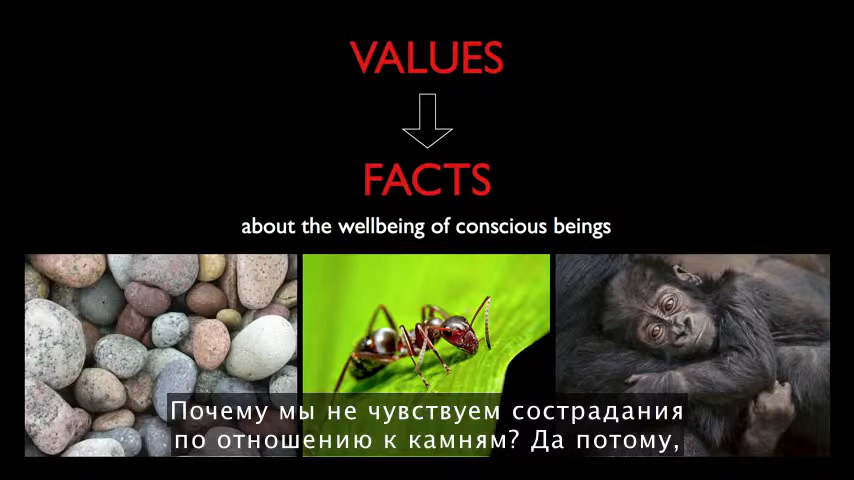 VALUES
FACTS
about the wellbeing of conscious beings
Почему мы не чувствуем сострадания
по отношению к камням? Да потому,